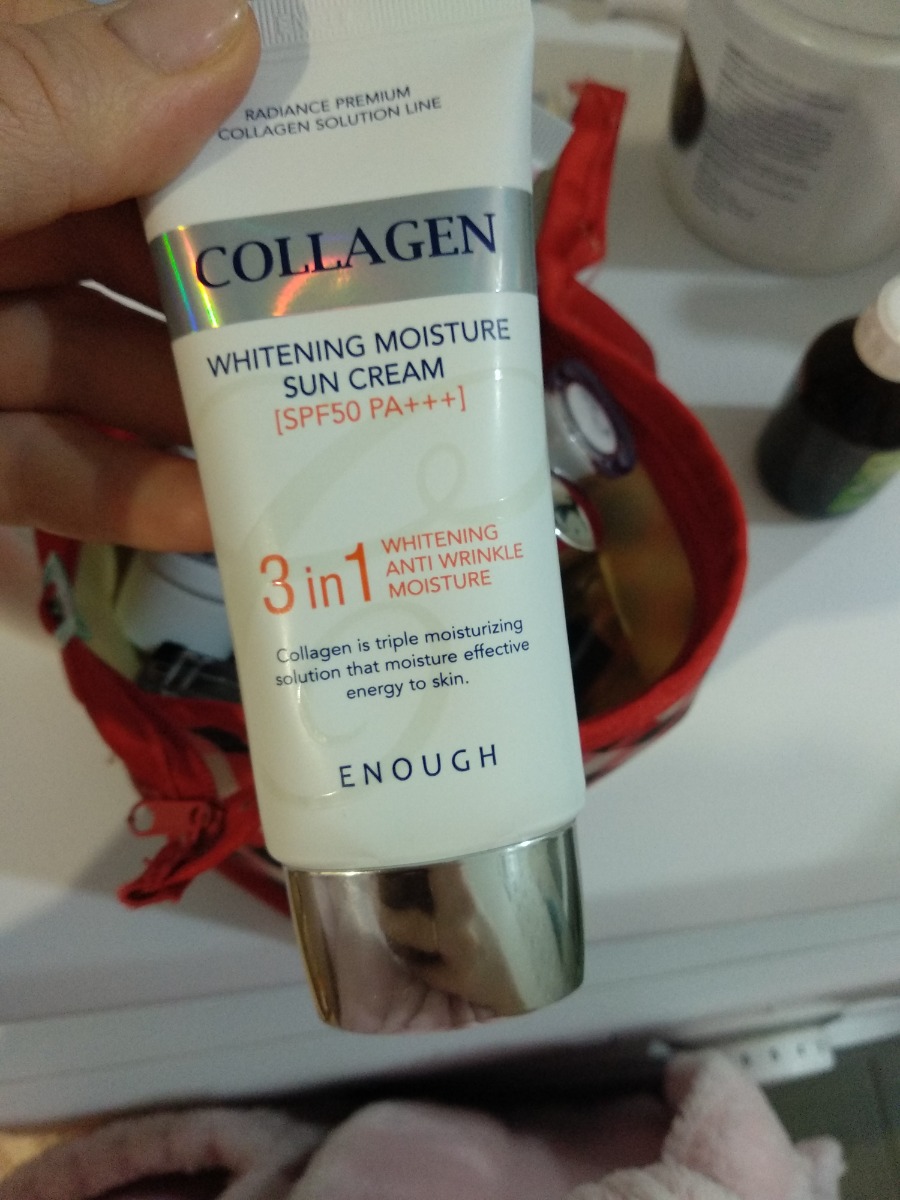 RADIANCE PREMIUM
COLLAGEN SOLUTION LINE
COLLAGEN
WHITENING MOISTURE
SUN CREAM
[SPF50 PA+++]
3 in 1
WHITENING
ANTI WRINKLE
MOISTURE
Collagen is triple moisturizing
solution that moisture effective
energy to skin.
ENOUGH